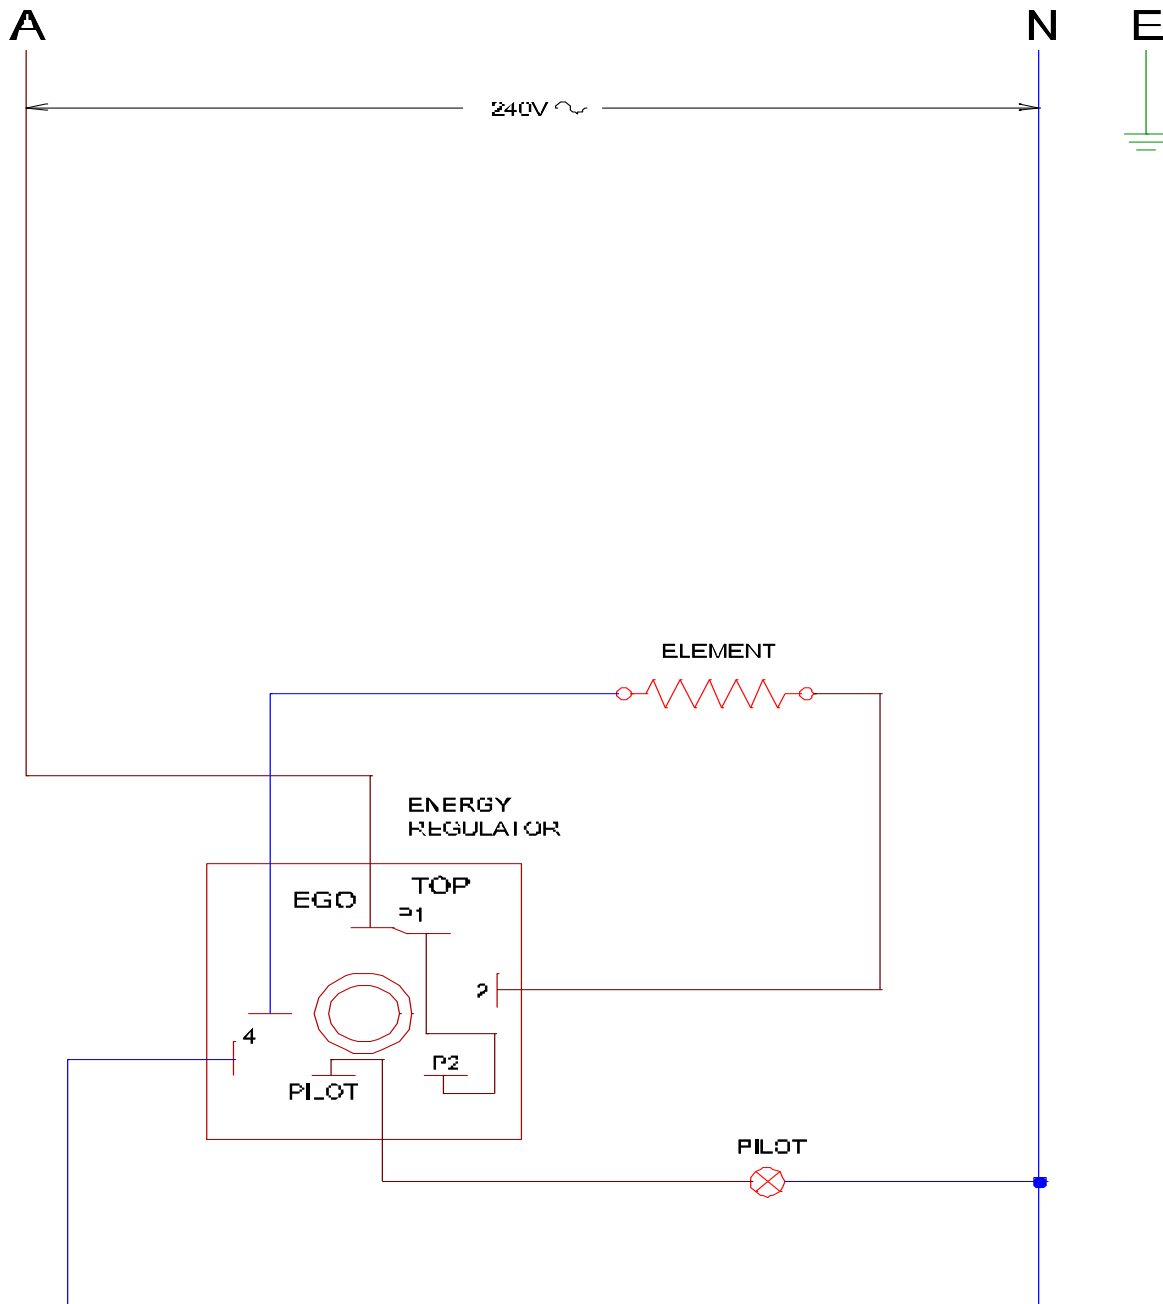 A N E
240V
ELEMENT
ENERGY
REGULATOR
EGO TOP
P1
2
4
P2
PILOT
PILOT